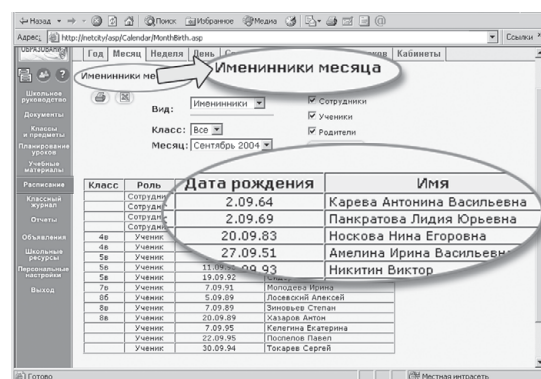 Назад
Поиск Избранное Медиа
Адрес: http://netcity/asp/Calendar/MonthBirth.asp Ссылки
Год Месяц Неделя День Кабинеты
Именинники месяца
Именинники
Школьное руководство
Документы
Классы и предметы
Планирование уроков
Учебные материалы
Расписание
Классный журнал
Отчеты
Объявления
Школьные ресурсы
Персональные настройки
Выход
Вид: Именинники
Класс: Все
Месяц: Сентябрь 2004
Сотрудники
Ученики
Родители
Класс Роль Дата рождения Имя
2.09.64 Карева Антонина Васильевна
2.09.69 Панкратова Лидия Юрьевна
20.09.83 Носкова Нина Егоровна
27.09.51 Амелина Ирина Васильевна
4в Ученик 09.93 Никитин Виктор
4в Ученик
5в Ученик
5в Ученик
5в Ученик 19.09.92
7в Ученик 7.09.91 Молодева Ирина
8б Ученик 5.09.89 Лосевский Алексей
8в Ученик 7.09.89 Зиновьев Степан
8в Ученик 20.09.89 Хазаров Антон
Ученик 7.09.95 Келегина Екатерина
Ученик 22.09.95 Поспелов Павел
Ученик 30.09.94 Токарев Сергей
Готово Местная интрасеть